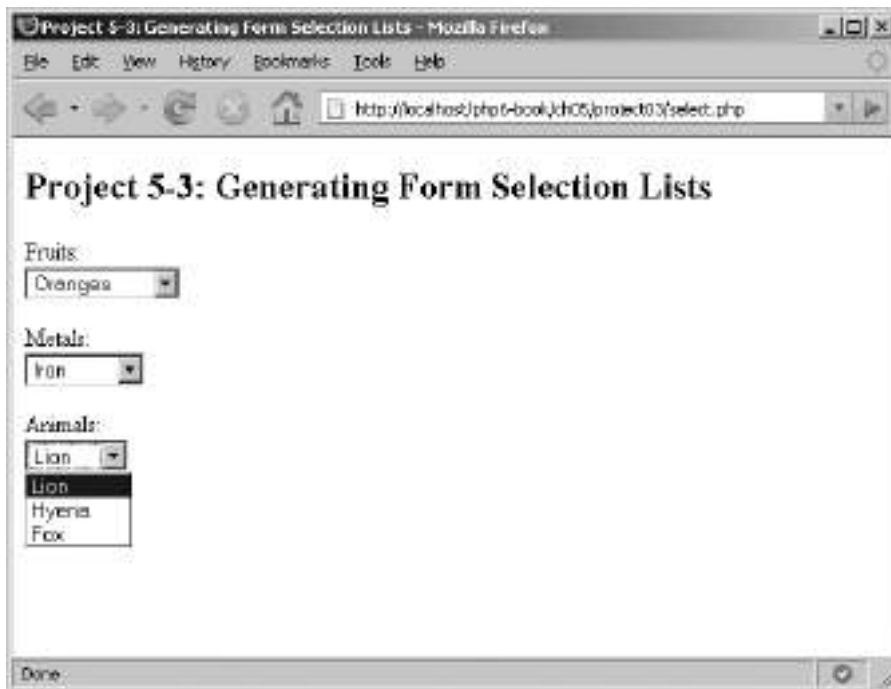 Project 5-3: Generating Form Selection Lists - Mozilla Firefox
File Edit View History Bookmarks Tools Help
http://localhost/php6-book/ch05/project03/select.php
Project 5-3: Generating Form Selection Lists
Fruits:
Oranges
Metals:
Iron
Animals:
Lion
Lion
Hyena
Fox
Done